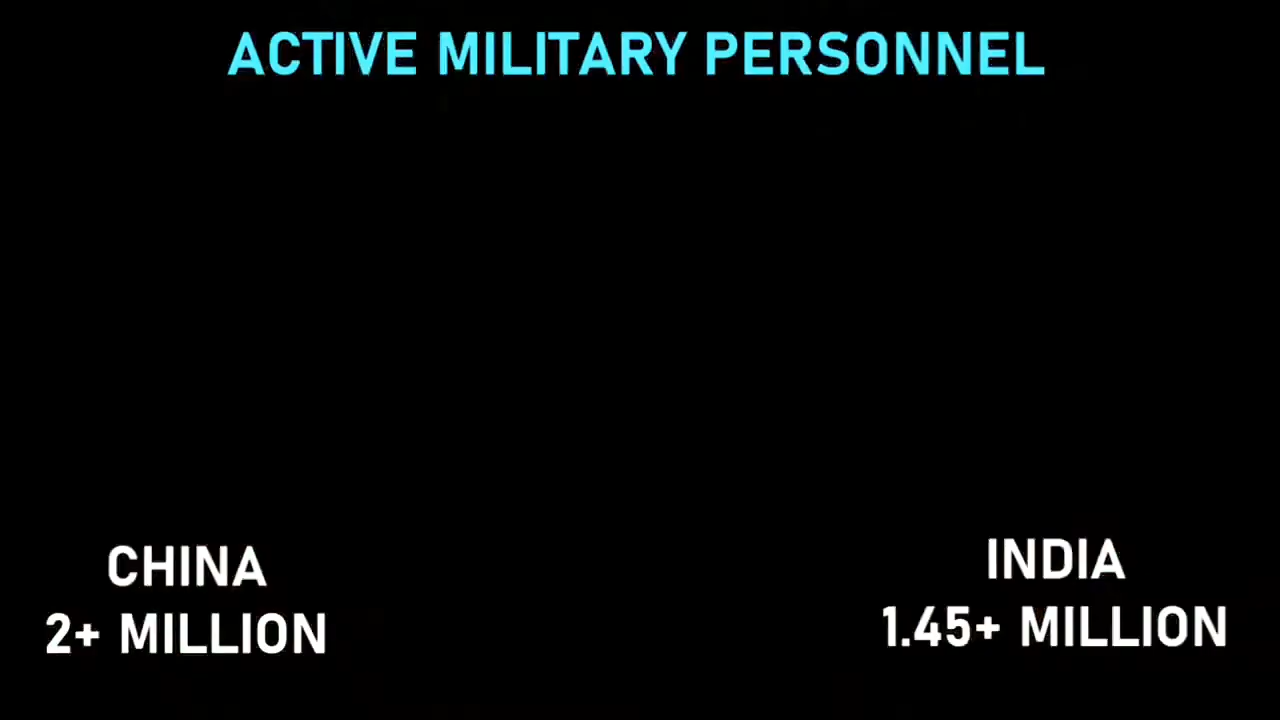 ACTIVE MILITARY PERSONNEL
CHINA
2+ MILLION
INDIA
1.45+ MILLION